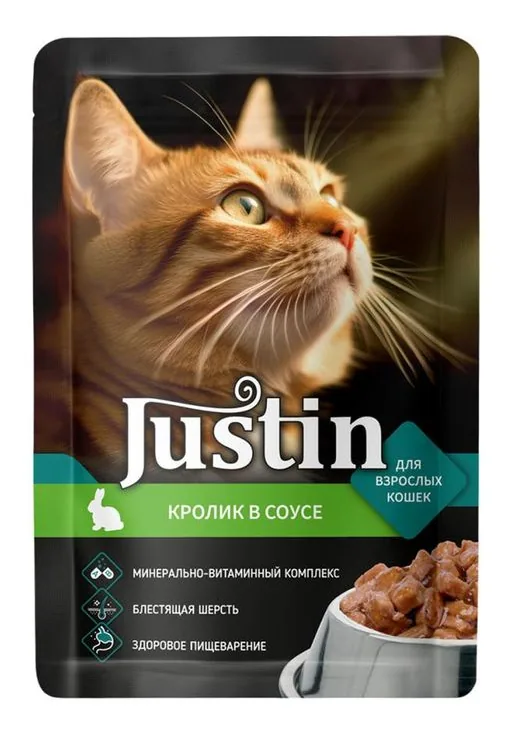 Justin
ДЛЯ
ВЗРОСЛЫХ
КОШЕК
КРОЛИК В СОУСЕ
МИНЕРАЛЬНО-ВИТАМИННЫЙ КОМПЛЕКС
БЛЕСТЯЩАЯ ШЕРСТЬ
ЗДОРОВОЕ ПИЩЕВАРЕНИЕ